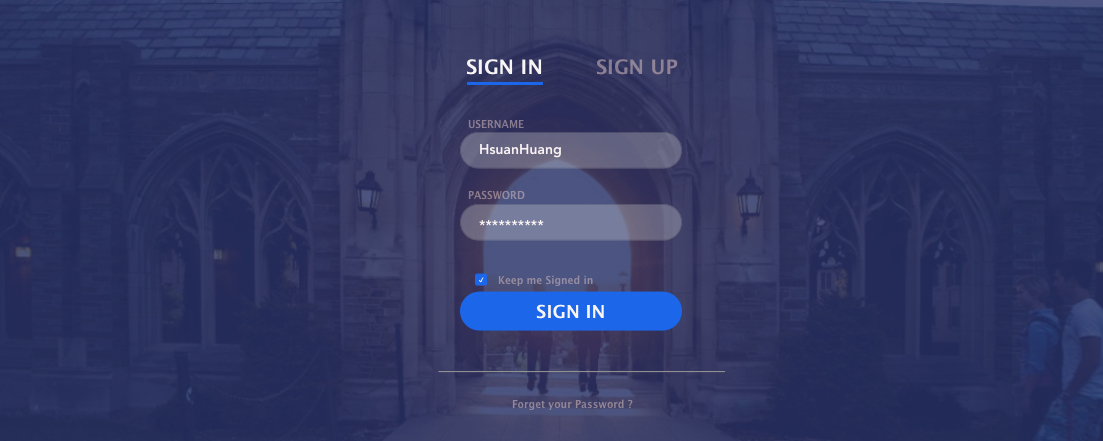 SIGN IN SIGN UP
USERNAME
HsuanHuang
PASSWORD
**********
Keep me Signed in
SIGN IN
Forget your Password ?